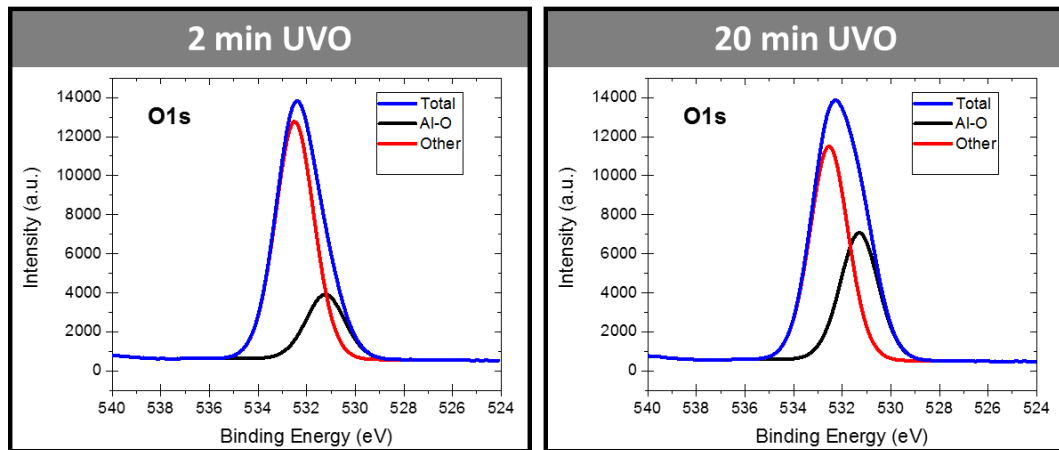 2 min UVO
O1s
Total
Al-O
Other
Intensity (a.u.)
14000
12000
10000
8000
6000
4000
2000
0
540 538 536 534 532 530 528 526 524
Binding Energy (eV)
20 min UVO
O1s
Total
Al-O
Other
Intensity (a.u.)
14000
12000
10000
8000
6000
4000
2000
0
540 538 536 534 532 530 528 526 524
Binding Energy (eV)